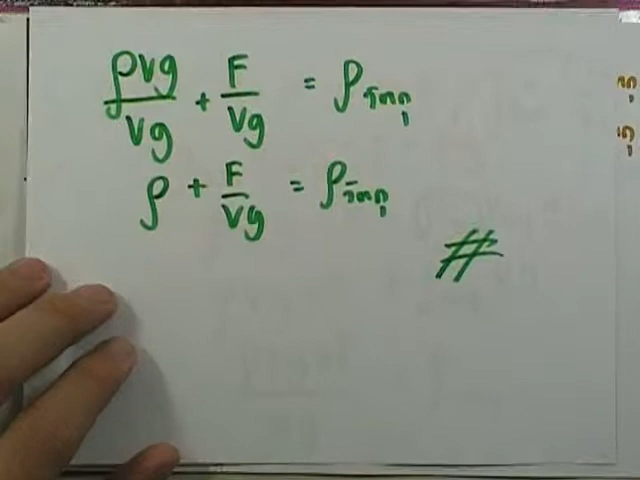 ρVg/Vg + F/Vg = ρวัตถุ
ρ + F/Vg = ρวัตถุ
#